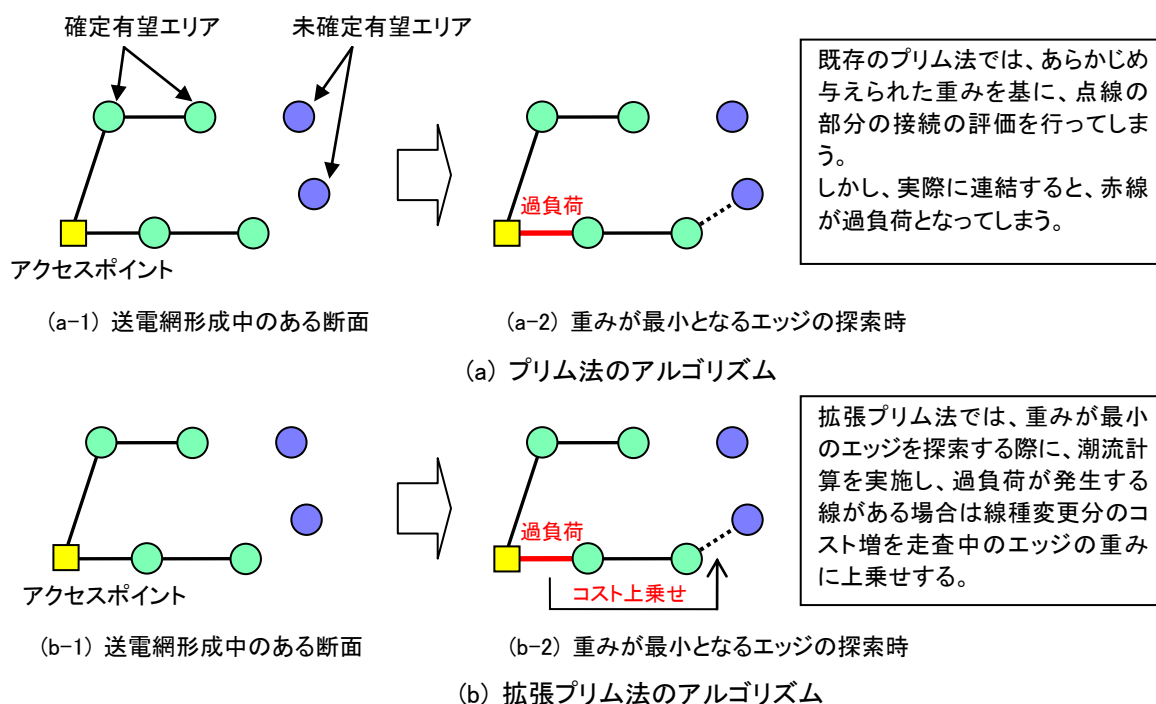 確定有望エリア
未確定有望エリア
過負荷
アクセスポイント
既存のプリム法では、あらかじめ
与えられた重みを基に、点線の
部分の接続の評価を行ってしま
う。
しかし、実際に連結すると、赤線
が過負荷となってしまう。
(a-1) 送電網形成中のある断面
(a-2) 重みが最小となるエッジの探索時
(a) プリム法のアルゴリズム
過負荷
アクセスポイント
コスト上乗せ
拡張プリム法では、重みが最小
のエッジを探索する際に、潮流計
算を実施し、過負荷が発生する
線がある場合は線種変更分のコ
スト増を走査中のエッジの重み
に上乗せする。
(b-1) 送電網形成中のある断面
(b-2) 重みが最小となるエッジの探索時
(b) 拡張プリム法のアルゴリズム